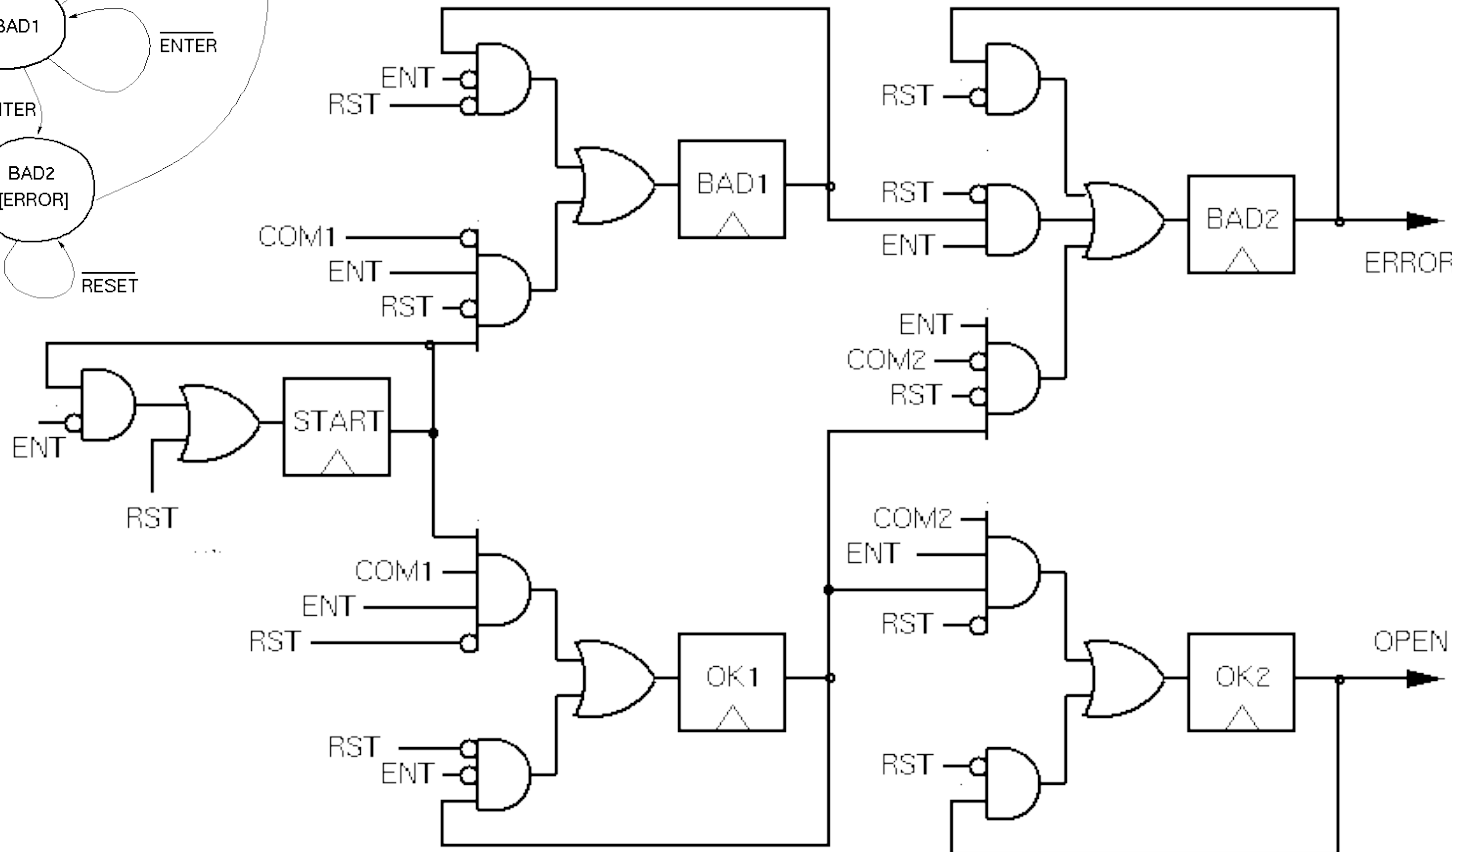 BAD1
ENTER
NTER
BAD2
[ERROR]
RESET
ENT
RST
BAD1
COM1
ENT
RST
ENT
RST
START
COM1
ENT
RST
OK1
RST
ENT
RST
RST
ENT
BAD2
ERROR
ENT
COM2
RST
COM2
ENT
RST
OPEN
OK2
RST